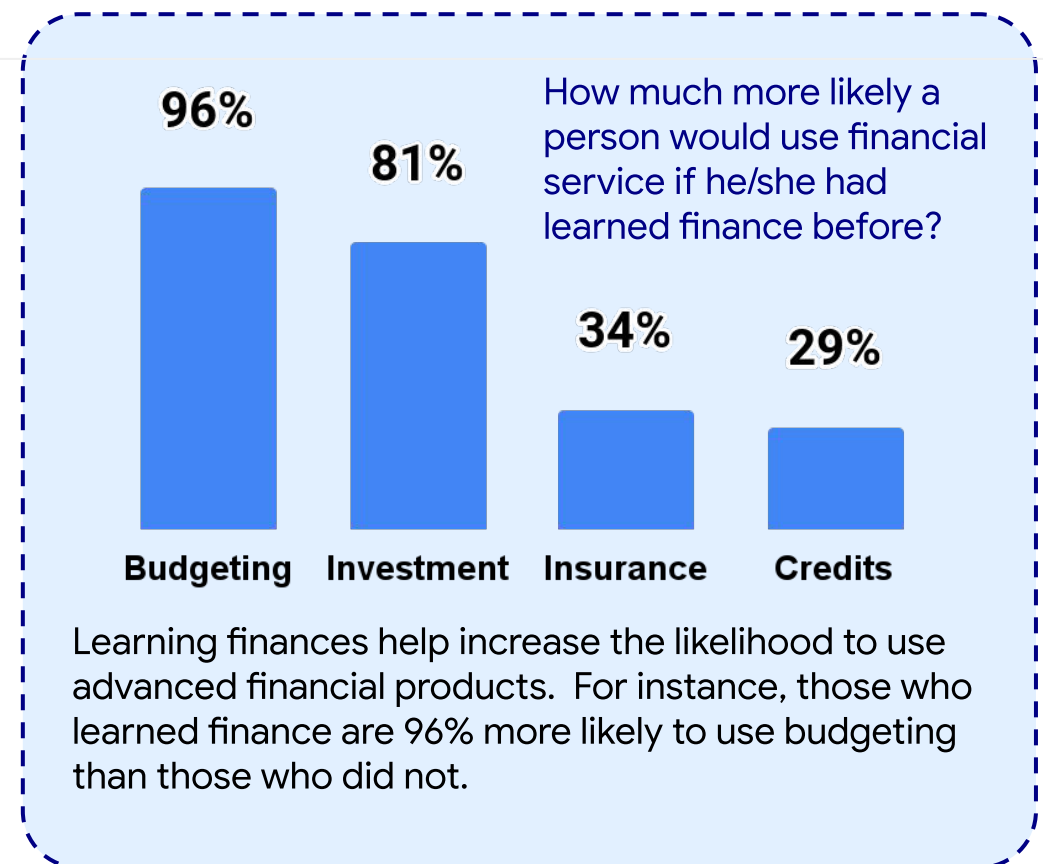 96%
81%
How much more likely a
person would use financial
service if he/she had
learned finance before?
34%
29%
Budgeting
Investment
Insurance
Credits
Learning finances help increase the likelihood to use
advanced financial products.  For instance, those who
learned finance are 96% more likely to use budgeting
than those who did not.